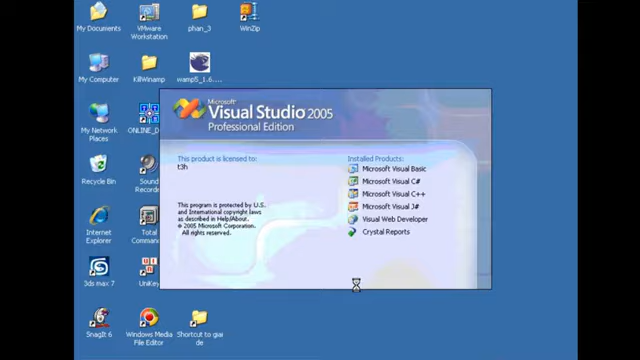 My Documents
VMware
Workstation
phan_3
WinZip
My Computer
KillWinamp
wamp5_1.6....
My Network
Places
ONLINE_D
Recycle Bin
Sound
Recorde
Internet
Explorer
Total
Comman
3ds max 7
UniKey
SnagIt 6
Windows Media
File Editor
Shortcut to giao
de
Microsoft
Visual Studio 2005
Professional Edition
This product is licensed to:
t3h
This program is protected by U.S.
and International copyright laws
as described in Help/About.
© 2005 Microsoft Corporation.
All rights reserved.
Installed Products:
Microsoft Visual Basic
Microsoft Visual C#
Microsoft Visual C++
Microsoft Visual J#
Visual Web Developer
Crystal Reports